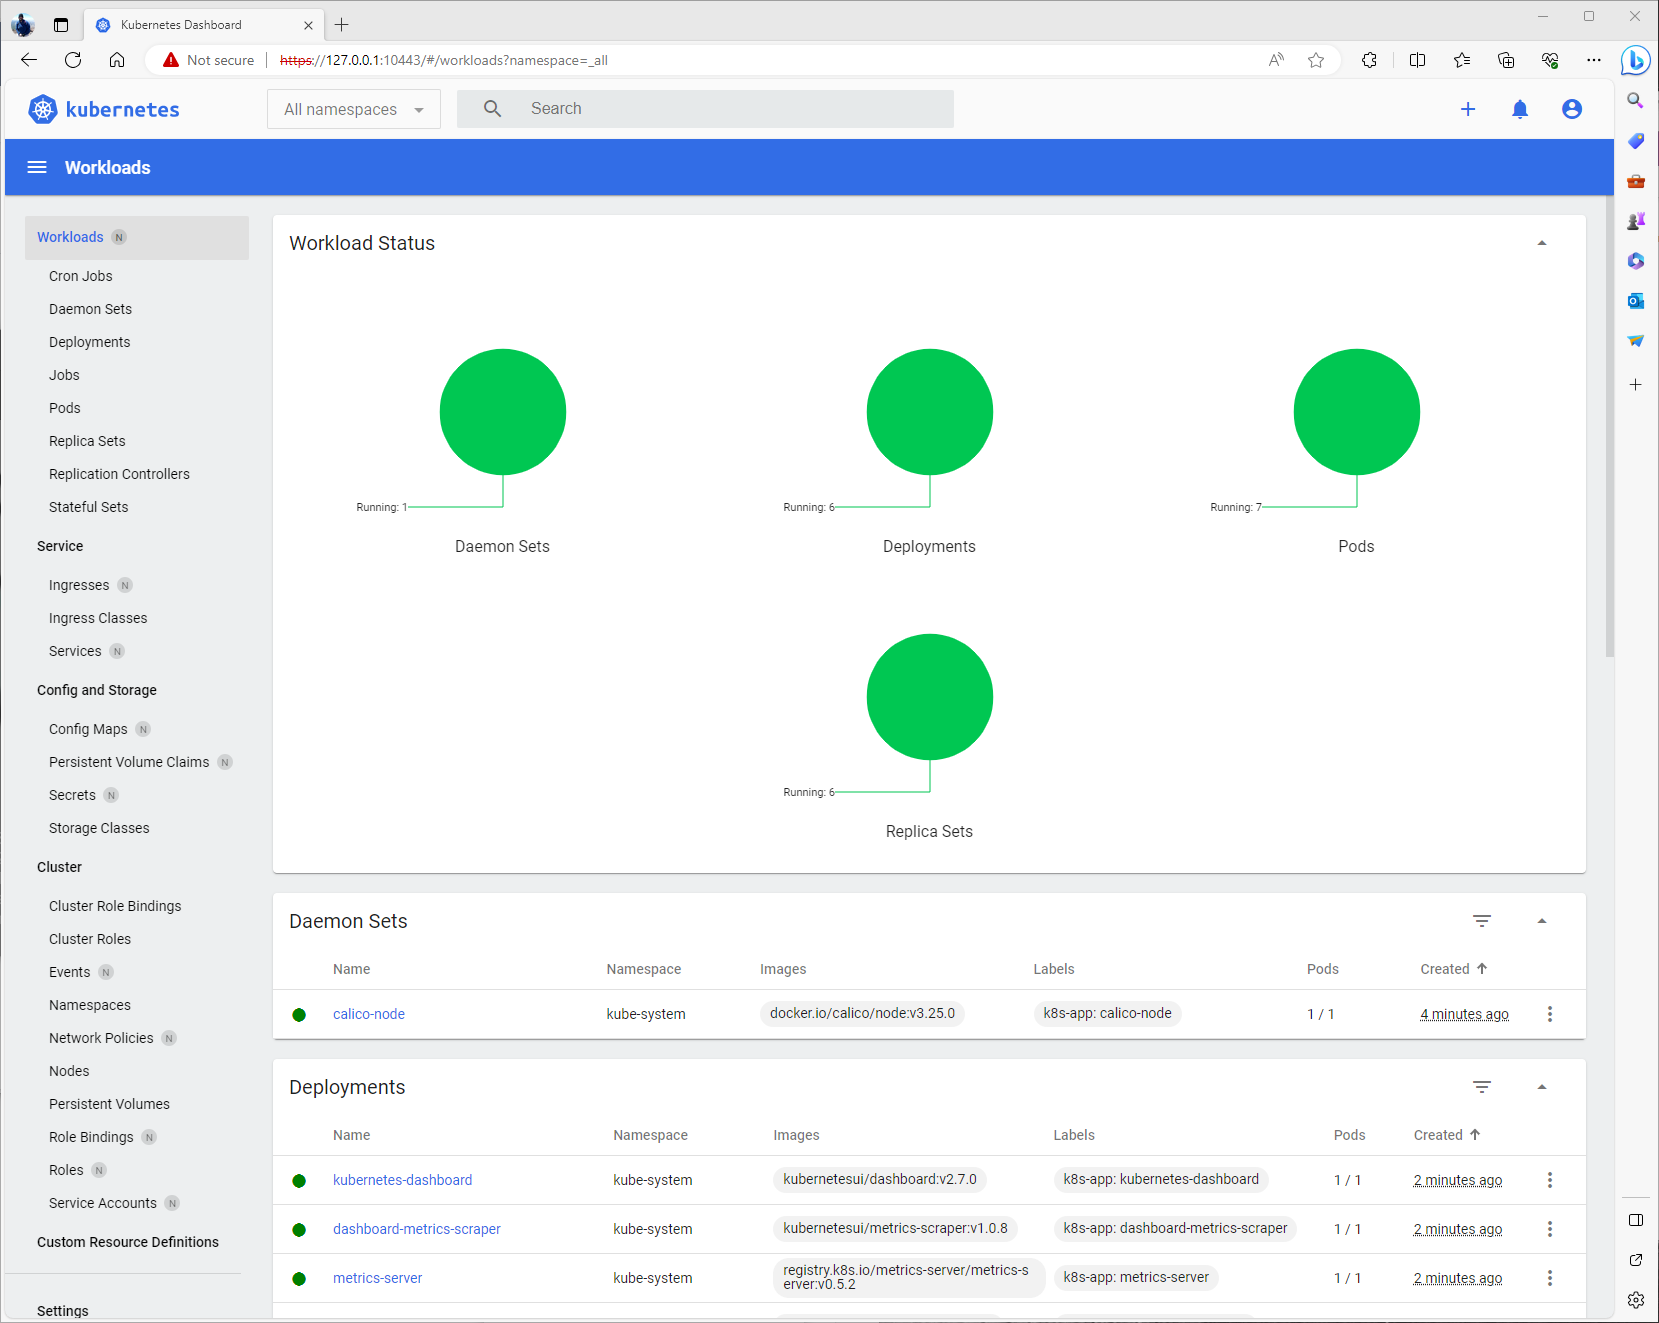 Kubernetes Dashboard
Not secure https://127.0.0.1:10443/#/workloads?namespace=_all
kubernetes All namespaces Search
Workloads
Workloads N
Cron Jobs
Daemon Sets
Deployments
Jobs
Pods
Replica Sets
Replication Controllers
Stateful Sets
Service
Ingresses N
Ingress Classes
Services N
Config and Storage
Config Maps N
Persistent Volume Claims N
Secrets N
Storage Classes
Cluster
Cluster Role Bindings
Cluster Roles
Events N
Namespaces
Network Policies N
Nodes
Persistent Volumes
Role Bindings N
Roles N
Service Accounts N
Custom Resource Definitions
Settings
Workload Status
Running: 1
Daemon Sets
Running: 6
Deployments
Running: 7
Pods
Running: 6
Replica Sets
Daemon Sets
Name Namespace Images Labels Pods Created
calico-node kube-system docker.io/calico/node:v3.25.0 k8s-app: calico-node 1 / 1 4 minutes ago
Deployments
Name Namespace Images Labels Pods Created
kubernetes-dashboard kube-system kubernetesui/dashboard:v2.7.0 k8s-app: kubernetes-dashboard 1 / 1 2 minutes ago
dashboard-metrics-scraper kube-system kubernetesui/metrics-scraper:v1.0.8 k8s-app: dashboard-metrics-scraper 1 / 1 2 minutes ago
metrics-server kube-system registry.k8s.io/metrics-server/metrics-s
erver:v0.5.2 k8s-app: metrics-server 1 / 1 2 minutes ago